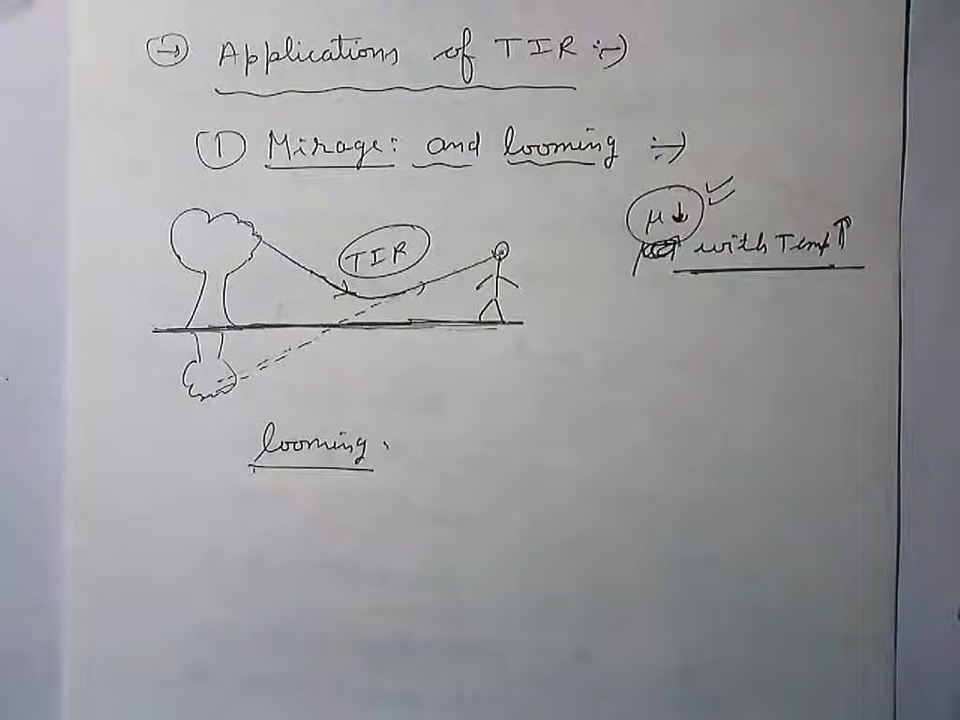 → Applications of TIR :-)
① Mirage: and looming :-)
μ↓
with Temp↑
TIR
looming.